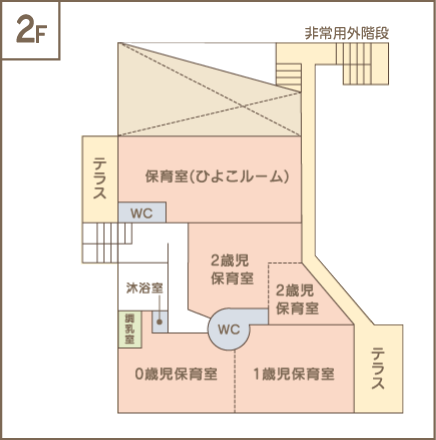 2F
非常用外階段
テラス
保育室(ひよこルーム)
WC
2歳児
保育室
2歳児
保育室
沐浴室
調乳室
WC
0歳児保育室
1歳児保育室
テラス